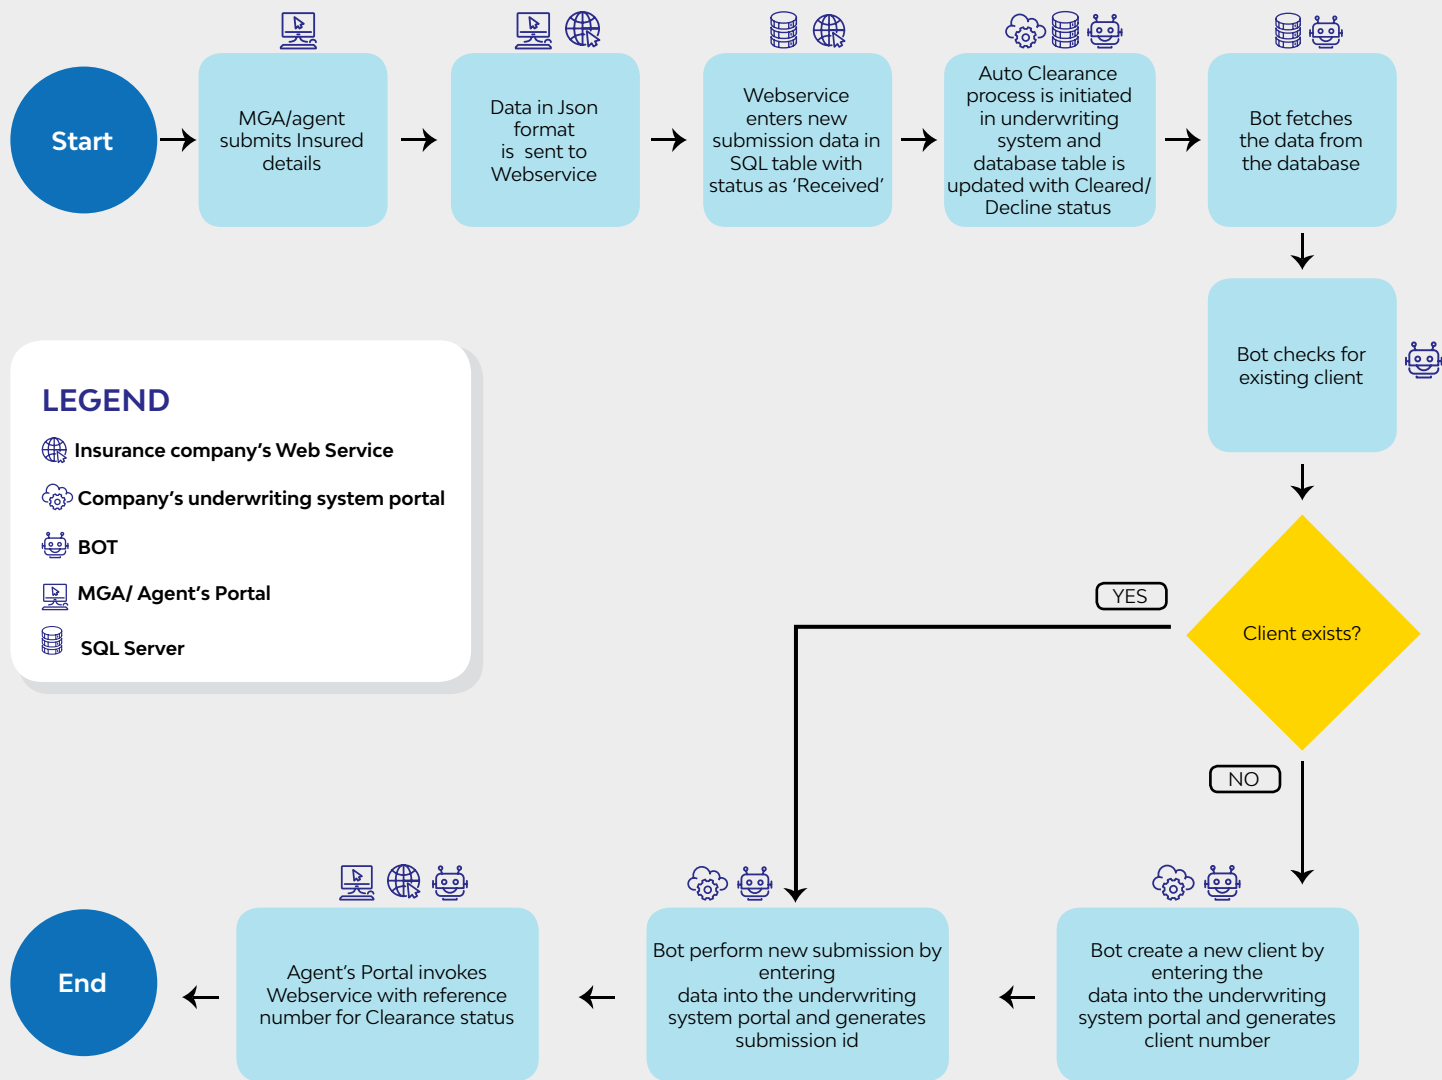 Start
MGA/agent
submits Insured
details
Data in Json
format
is sent to
Webservice
Webservice
enters new
submission data in
SQL table with
status as ‘Received’
Auto Clearance
process is initiated
in underwriting
system and
database table is
updated with Cleared/
Decline status
Bot fetches
the data from
the database
Bot checks for
existing client
LEGEND
Insurance company’s Web Service
Company’s underwriting system portal
BOT
MGA/ Agent’s Portal
SQL Server
YES
Client exists?
NO
Bot create a new client by
entering the
data into the underwriting
system portal and generates
client number
Bot perform new submission by
entering
data into the underwriting
system portal and generates
submission id
Agent’s Portal invokes
Webservice with reference
number for Clearance status
End